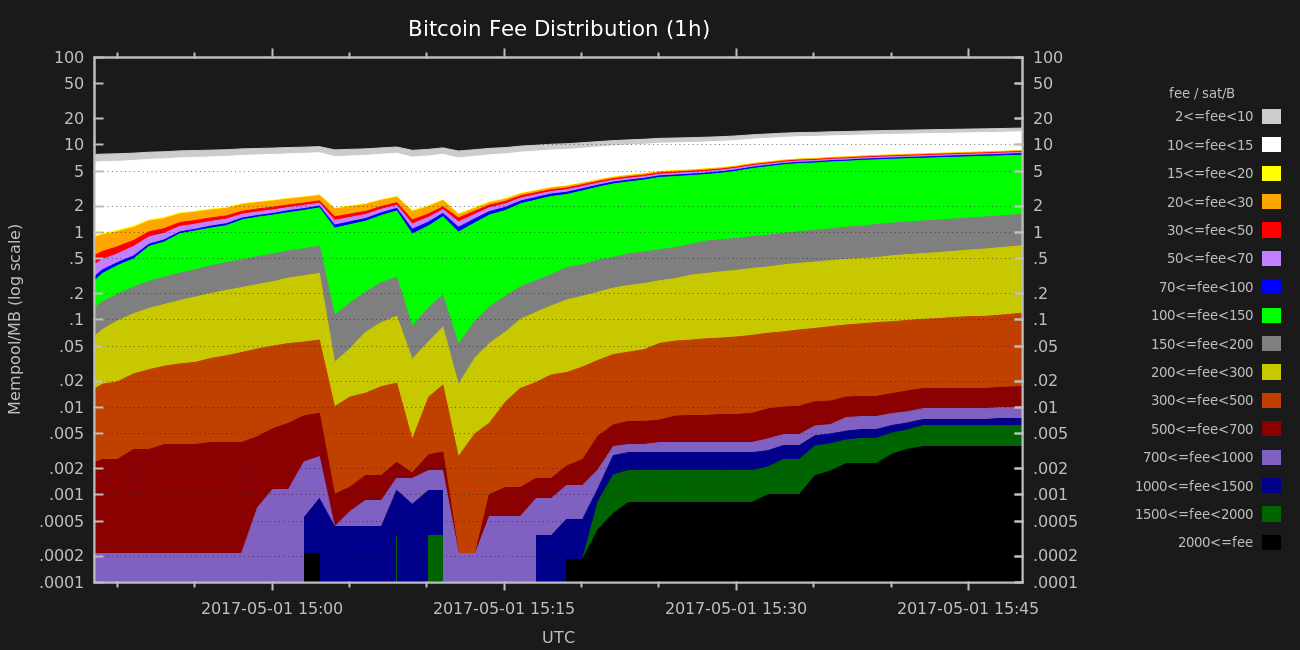 Bitcoin Fee Distribution (1h)
Mempool/MB (log scale)
100
50
20
10
5
2
1
.5
.2
.1
.05
.02
.01
.005
.002
.001
.0005
.0002
.0001
100
50
20
10
5
2
1
.5
.2
.1
.05
.02
.01
.005
.002
.001
.0005
.0002
.0001
2017-05-01 15:00
2017-05-01 15:15
2017-05-01 15:30
2017-05-01 15:45
UTC
fee / sat/B
2<=fee<10
10<=fee<15
15<=fee<20
20<=fee<30
30<=fee<50
50<=fee<70
70<=fee<100
100<=fee<150
150<=fee<200
200<=fee<300
300<=fee<500
500<=fee<700
700<=fee<1000
1000<=fee<1500
1500<=fee<2000
2000<=fee